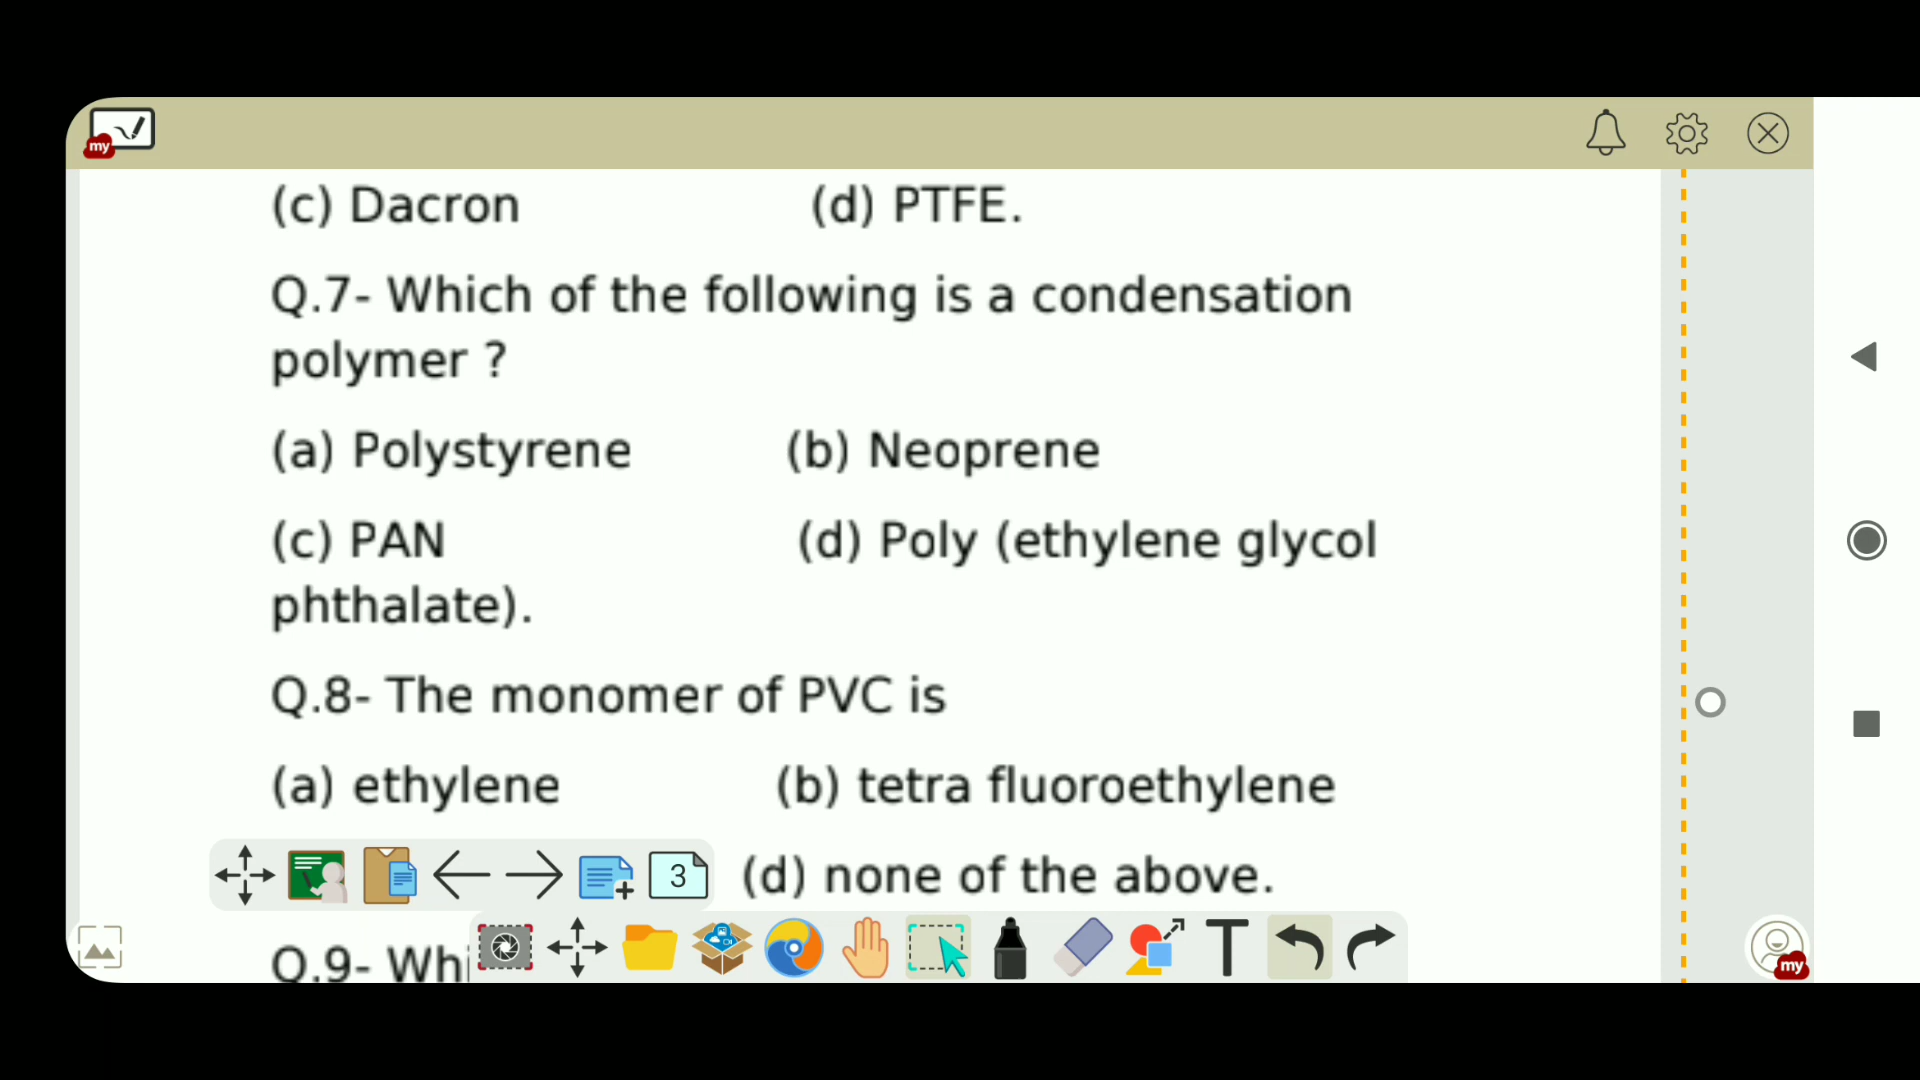 my
(c) Dacron (d) PTFE.
Q.7- Which of the following is a condensation
polymer ?
(a) Polystyrene (b) Neoprene
(c) PAN (d) Poly (ethylene glycol
phthalate).
Q.8- The monomer of PVC is
(a) ethylene (b) tetra fluoroethylene
3 (d) none of the above.
Q.9- Whi
T
my